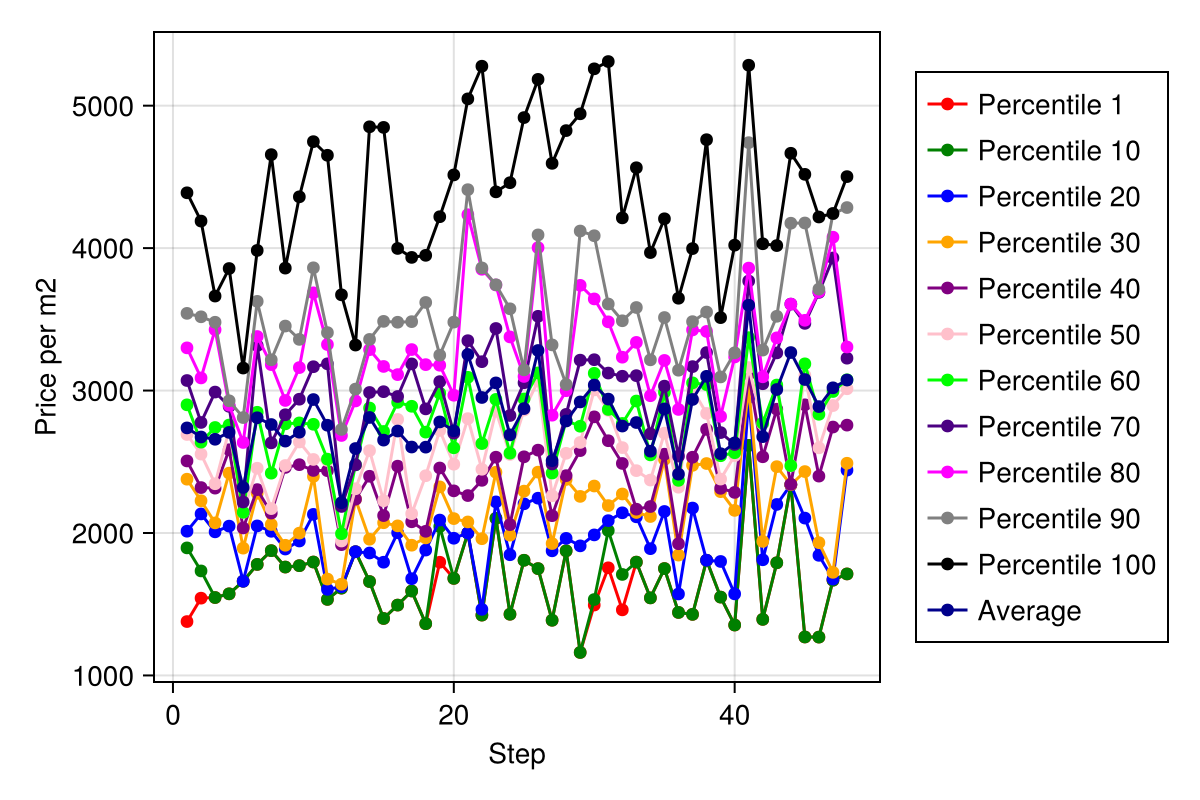 Price per m2
5000
4000
3000
2000
1000
0
20
40
Step
Percentile 1
Percentile 10
Percentile 20
Percentile 30
Percentile 40
Percentile 50
Percentile 60
Percentile 70
Percentile 80
Percentile 90
Percentile 100
Average